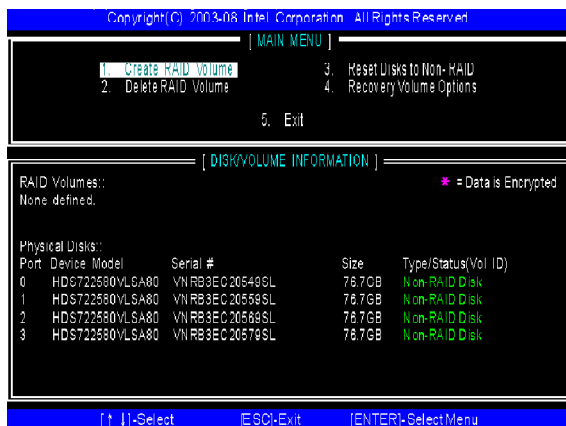 Copyright(C) 2003-08 Intel Corporation. All Rights Reserved.
[ MAIN MENU ]
1. Create RAID Volume 3. Reset Disks to Non-RAID
2. Delete RAID Volume 4. Recovery Volume Options
5. Exit
[ DISK/VOLUME INFORMATION ]
RAID Volumes:: * = Data is Encrypted
None defined.
Physical Disks::
Port Device Model Serial # Size Type/Status(Vol ID)
0 HDS722580VLSA80 VNRB3EC20549SL 76.7GB Non-RAID Disk
1 HDS722580VLSA80 VNRB3EC20559SL 76.7GB Non-RAID Disk
2 HDS722580VLSA80 VNRB3EC20569SL 76.7GB Non-RAID Disk
3 HDS722580VLSA80 VNRB3EC20579SL 76.7GB Non-RAID Disk
[↑ ↓]-Select [ESC]-Exit [ENTER]-Select Menu